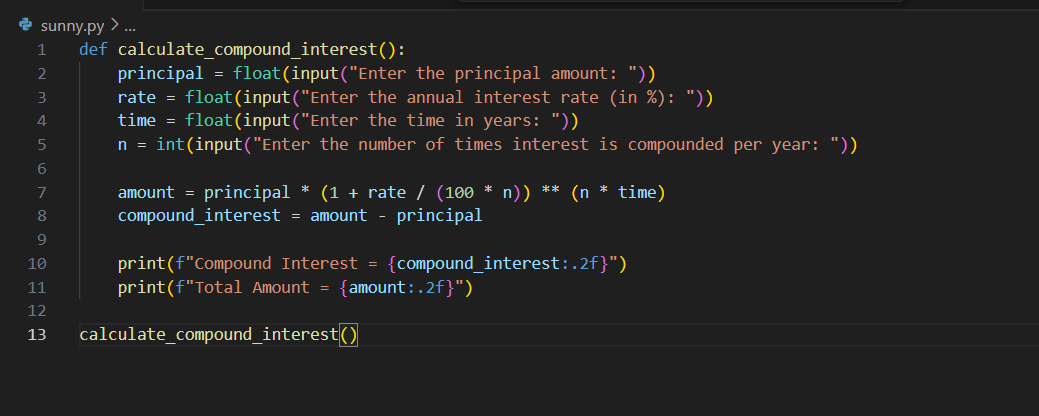 sunny.py > ...
1 def calculate_compound_interest():
2     principal = float(input("Enter the principal amount: "))
3     rate = float(input("Enter the annual interest rate (in %): "))
4     time = float(input("Enter the time in years: "))
5     n = int(input("Enter the number of times interest is compounded per year: "))
6
7     amount = principal * (1 + rate / (100 * n)) ** (n * time)
8     compound_interest = amount - principal
9
10     print(f"Compound Interest = {compound_interest:.2f}")
11     print(f"Total Amount = {amount:.2f}")
12
13 calculate_compound_interest()